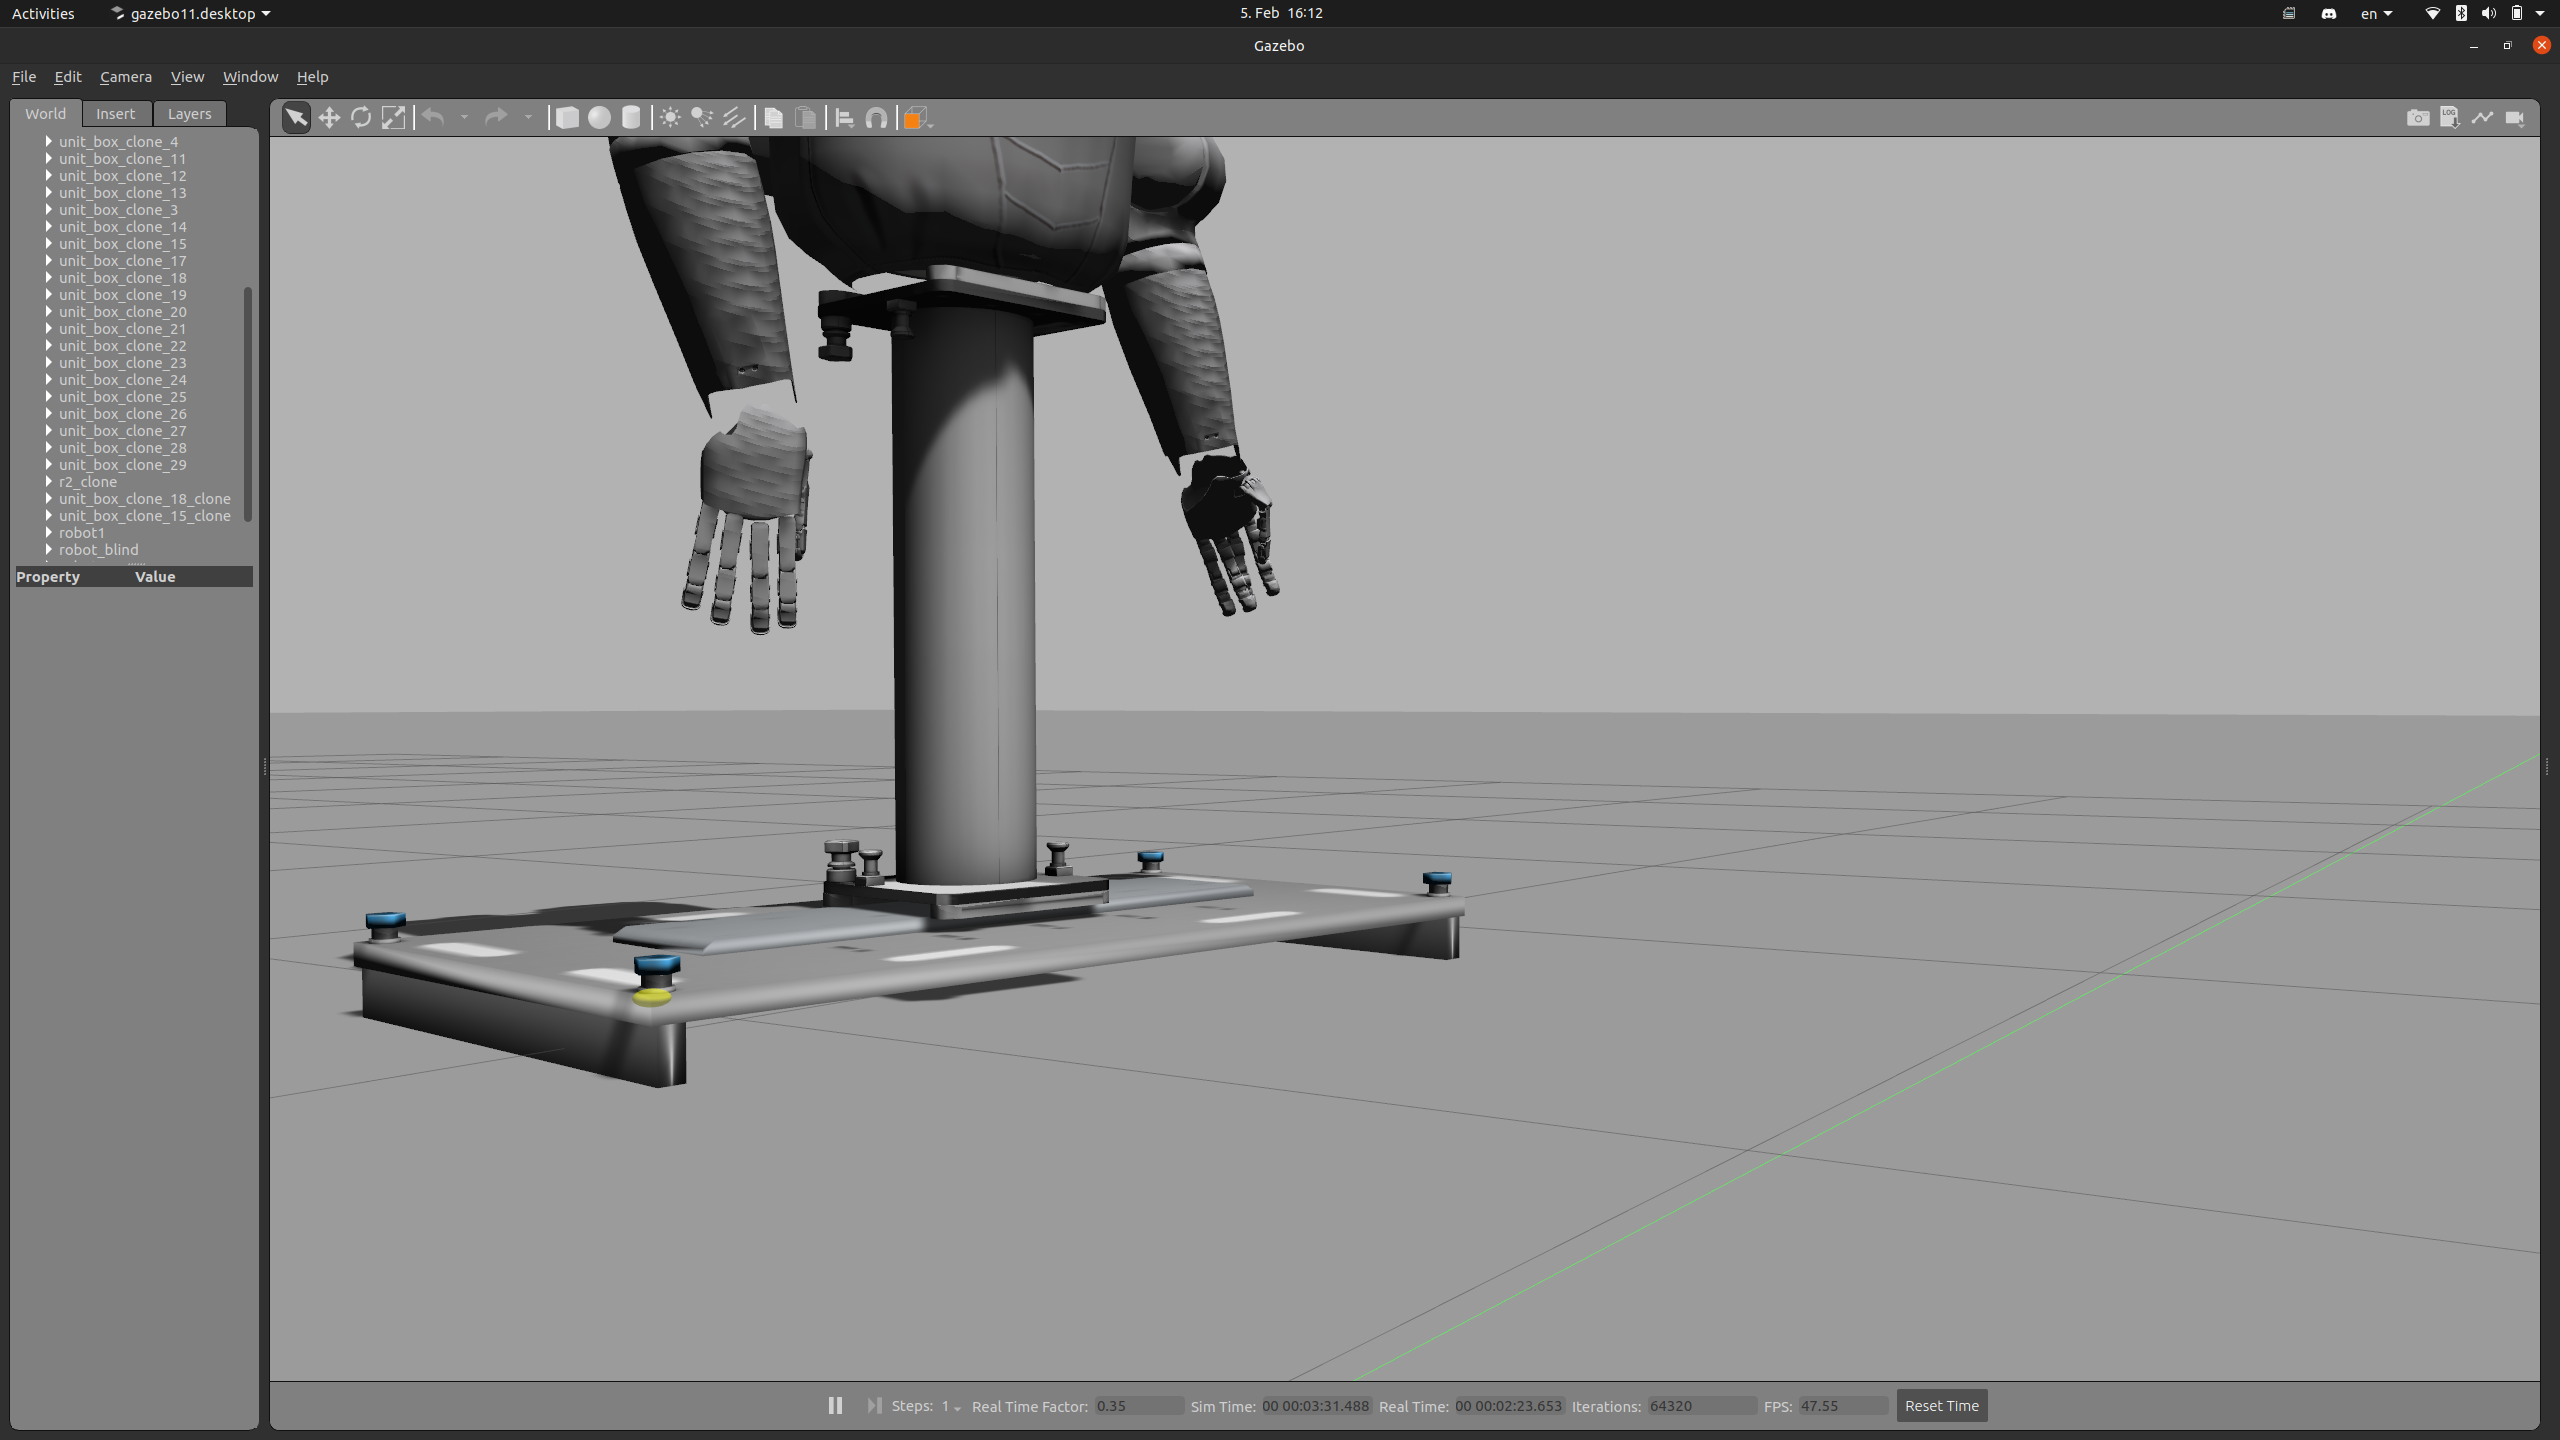 Activities gazebo11.desktop 5. Feb 16:12 en
Gazebo
File Edit Camera View Window Help
World Insert Layers
LOG
unit_box_clone_4
unit_box_clone_11
unit_box_clone_12
unit_box_clone_13
unit_box_clone_3
unit_box_clone_14
unit_box_clone_15
unit_box_clone_17
unit_box_clone_18
unit_box_clone_19
unit_box_clone_20
unit_box_clone_21
unit_box_clone_22
unit_box_clone_23
unit_box_clone_24
unit_box_clone_25
unit_box_clone_26
unit_box_clone_27
unit_box_clone_28
unit_box_clone_29
r2_clone
unit_box_clone_18_clone
unit_box_clone_15_clone
robot1
robot_blind
Property Value
Steps: 1 Real Time Factor: 0.35 Sim Time: 00 00:03:31.488 Real Time: 00 00:02:23.653 Iterations: 64320 FPS: 47.55 Reset Time